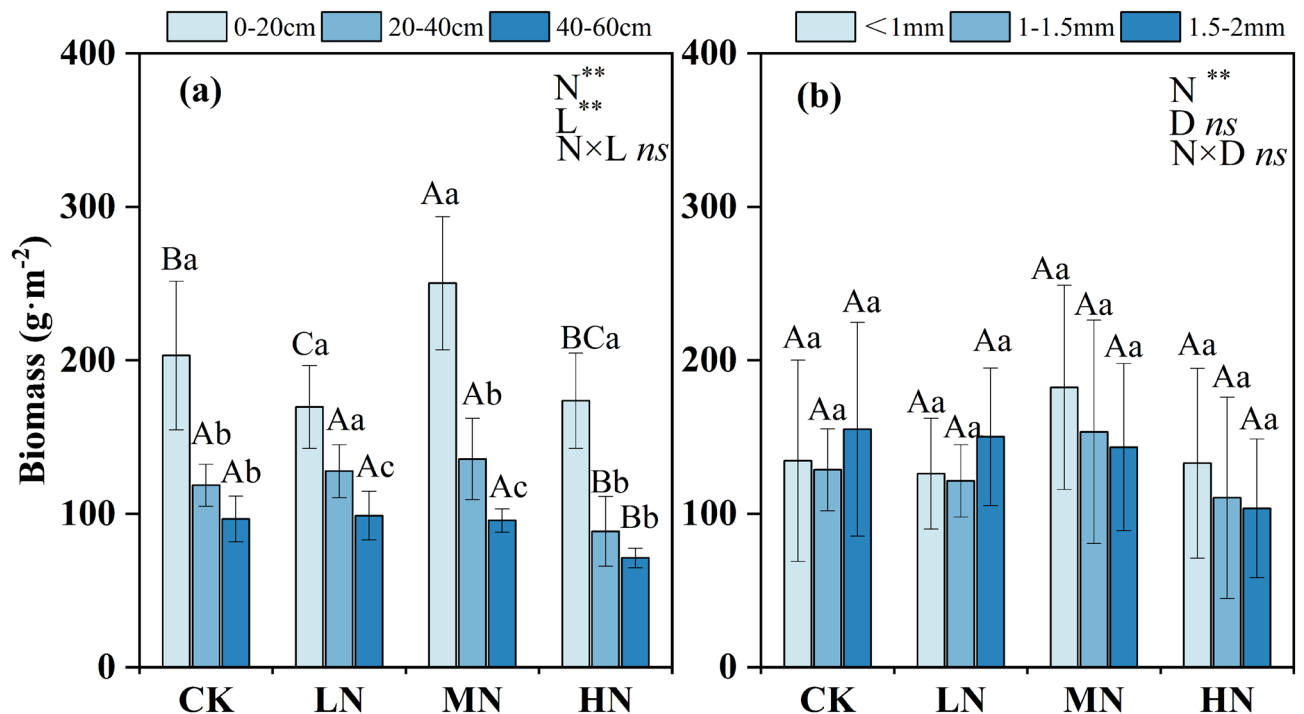 0-20cm 20-40cm 40-60cm
<1mm 1-1.5mm 1.5-2mm
Biomass (g·m-2)
400
300
200
100
0
(a)
N**
L**
N×L ns
Ba
Ab
Ab
Ca
Aa
Ac
Aa
Ab
Ac
BCa
Bb
Bb
CK LN MN HN
400
300
200
100
0
(b)
N **
D ns
N×D ns
Aa
Aa
Aa
Aa
Aa
Aa
Aa
Aa
Aa
Aa
Aa
Aa
CK LN MN HN